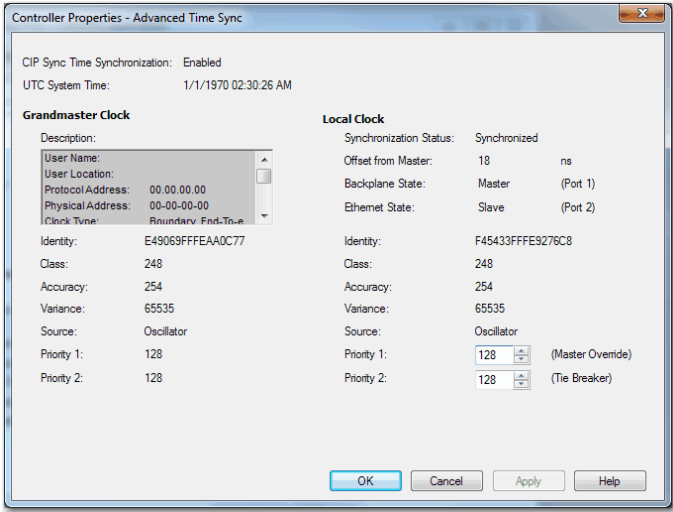 Controller Properties - Advanced Time Sync
CIP Sync Time Synchronization: Enabled
UTC System Time: 1/1/1970 02:30:26 AM
Grandmaster Clock
Description:
User Name:
User Location:
Protocol Address: 00.00.00.00
Physical Address: 00-00-00-00
Clock Type: Boundary End-To-e
Identity: E49069FFFEAA0C77
Class: 248
Accuracy: 254
Variance: 65535
Source: Oscillator
Priority 1: 128
Priority 2: 128
Local Clock
Synchronization Status: Synchronized
Offset from Master: 18 ns
Backplane State: Master (Port 1)
Ethernet State: Slave (Port 2)
Identity: F45433FFFE9276C8
Class: 248
Accuracy: 254
Variance: 65535
Source: Oscillator
Priority 1: 128 (Master Override)
Priority 2: 128 (Tie Breaker)
OK Cancel Apply Help